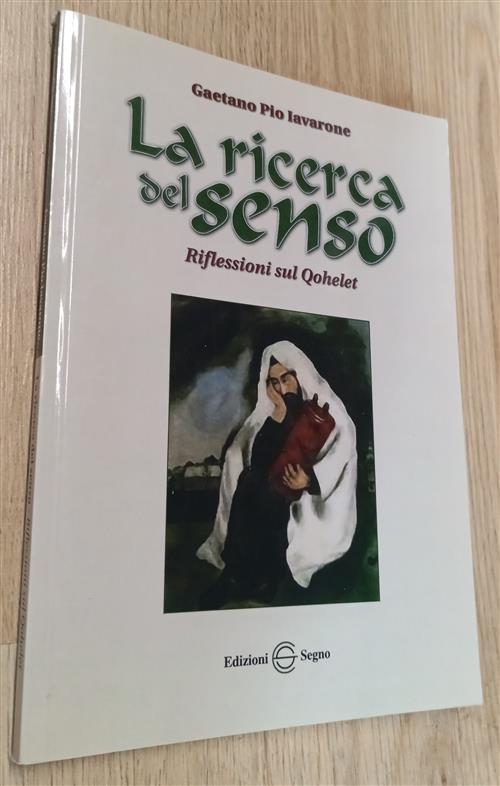 Gaetano Pio Iavarone
La ricerca
del senso
Riflessioni sul Qohelet
Edizioni Segno